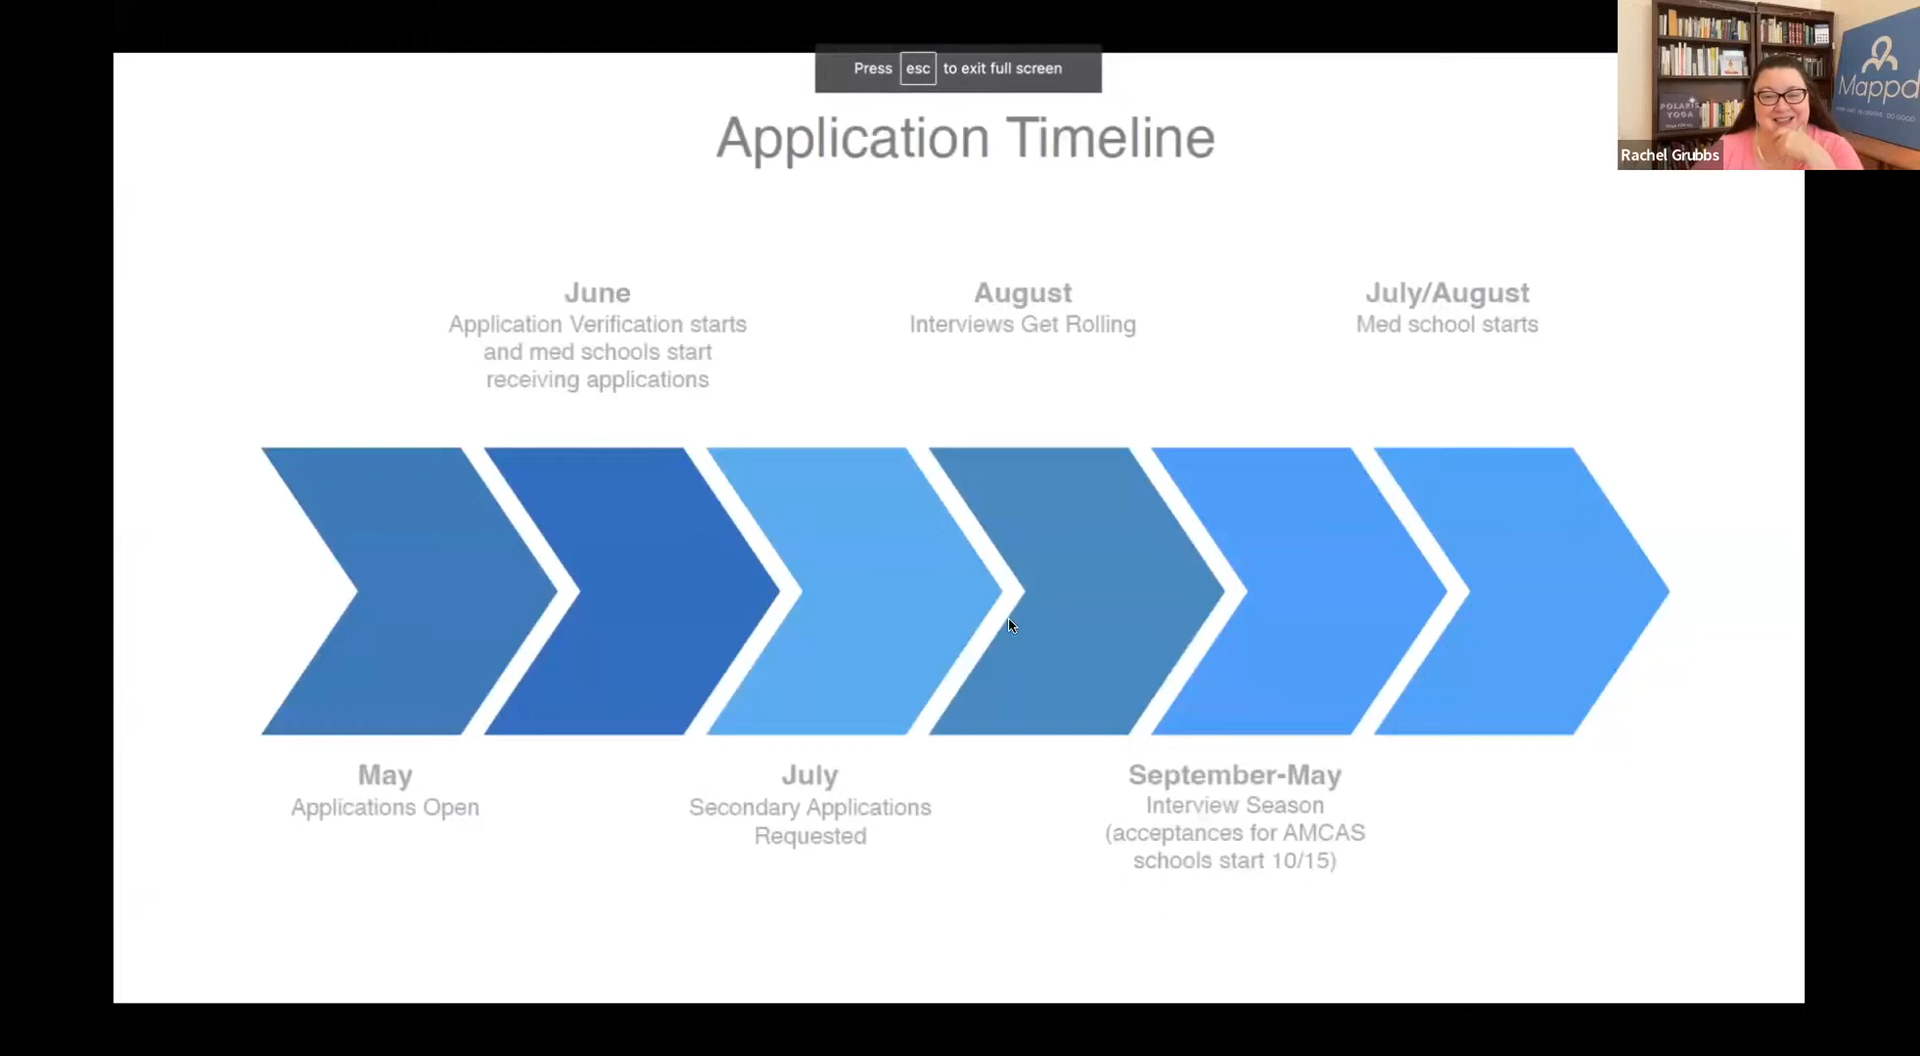 Press esc to exit full screen
Application Timeline
Mappd
POLARIS
YOGA
Rachel Grubbs
June
Application Verification starts
and med schools start
receiving applications
August
Interviews Get Rolling
July/August
Med school starts
May
Applications Open
July
Secondary Applications
Requested
September-May
Interview Season
(acceptances for AMCAS
schools start 10/15)